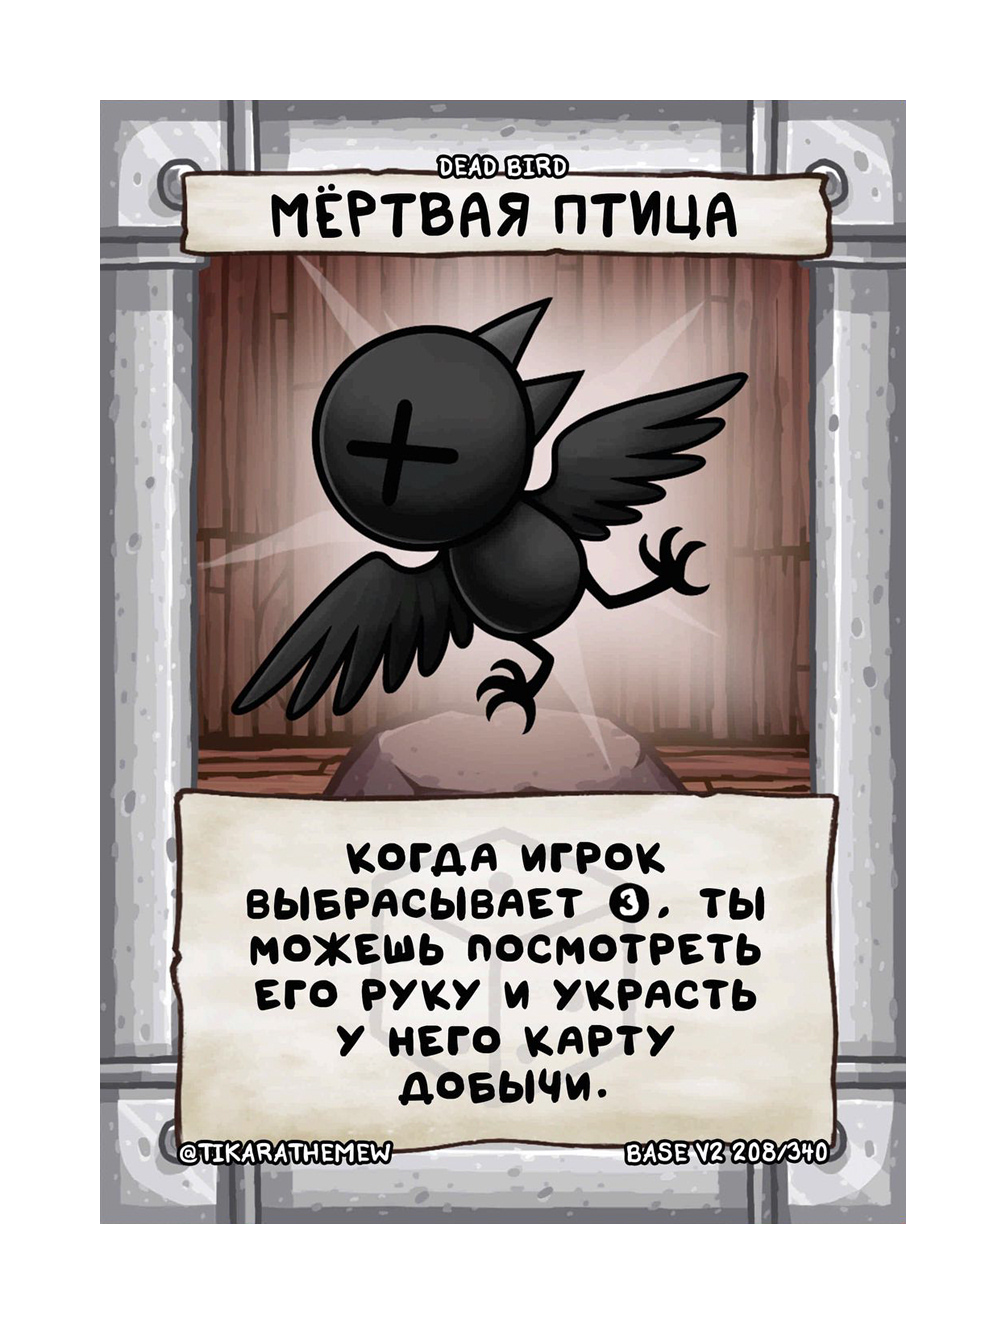 DEAD BIRD
МЁРТВАЯ ПТИЦА
КОГДА ИГРОК
ВЫБРАСЫВАЕТ 3, ТЫ
МОЖЕШЬ ПОСМОТРЕТЬ
ЕГО РУКУ И УКРАСТЬ
У НЕГО КАРТУ
ДОБЫЧИ.
@TIKARATHEMEW
BASE V2 208/340